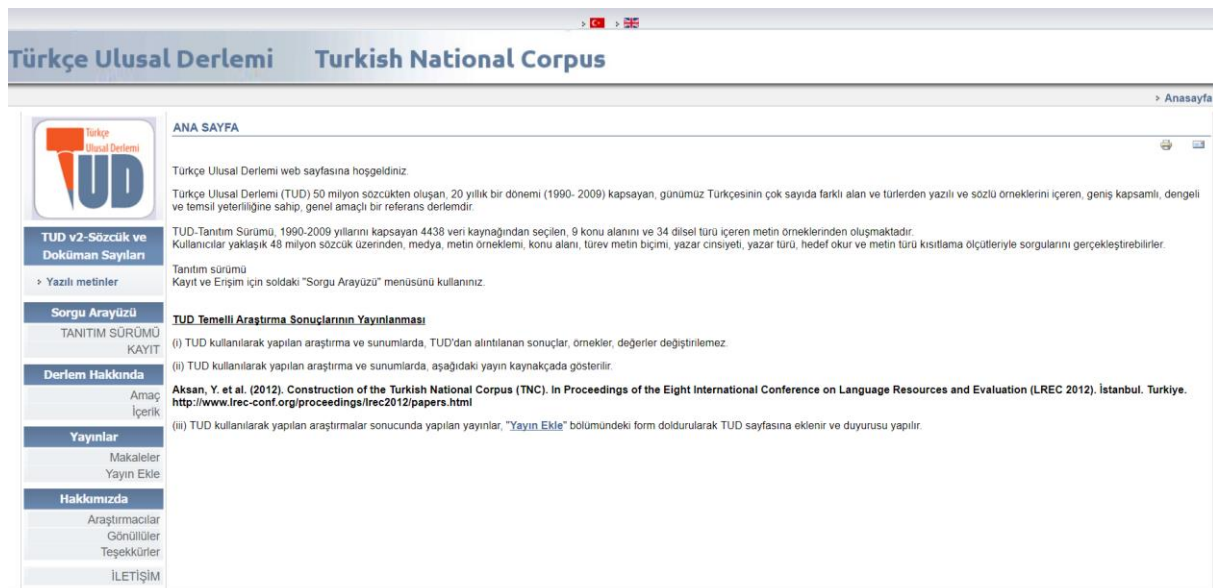 Türkçe Ulusal Derlemi Turkish National Corpus
Anasayfa
Türkçe
Ulusal Derlemi
TUD
TUD v2-Sözcük ve
Doküman Sayıları
Yazılı metinler
Sorgu Arayüzü
TANITIM SÜRÜMÜ
KAYIT
Derlem Hakkında
Amaç
İçerik
Yayınlar
Makaleler
Yayın Ekle
Hakkımızda
Araştırmacılar
Gönüllüler
Teşekkürler
İLETİŞİM
ANA SAYFA
Türkçe Ulusal Derlemi web sayfasına hoşgeldiniz.
Türkçe Ulusal Derlemi (TUD) 50 milyon sözcükten oluşan, 20 yıllık bir dönemi (1990- 2009) kapsayan, günümüz Türkçesinin çok sayıda farklı alan ve türlerden yazılı ve sözlü örneklerini içeren, geniş kapsamlı, dengeli
ve temsil yeterliliğine sahip, genel amaçlı bir referans derlemdir.
TUD-Tanıtım Sürümü, 1990-2009 yıllarını kapsayan 4438 veri kaynağından seçilen, 9 konu alanını ve 34 dilsel türü içeren metin örneklerinden oluşmaktadır.
Kullanıcılar yaklaşık 48 milyon sözcük üzerinden, medya, metin örneklemi, konu alanı, türev metin biçimi, yazar cinsiyeti, yazar türü, hedef okur ve metin türü kısıtlama ölçütleriyle sorgularını gerçekleştirebilirler.
Tanıtım sürümü
Kayıt ve Erişim için soldaki "Sorgu Arayüzü" menüsünü kullanınız.
TUD Temelli Araştırma Sonuçlarının Yayınlanması
(i) TUD kullanılarak yapılan araştırma ve sunumlarda, TUD'dan alıntılanan sonuçlar, örnekler, değerler değiştirilemez.
(ii) TUD kullanılarak yapılan araştırma ve sunumlarda, aşağıdaki yayın kaynakçada gösterilir.
Aksan, Y. et al. (2012). Construction of the Turkish National Corpus (TNC). In Proceedings of the Eight International Conference on Language Resources and Evaluation (LREC 2012). İstanbul. Turkiye.
http://www.lrec-conf.org/proceedings/lrec2012/papers.html
(iii) TUD kullanılarak yapılan araştırmalar sonucunda yapılan yayınlar, "Yayın Ekle" bölümündeki form doldurularak TUD sayfasına eklenir ve duyurusu yapılır.